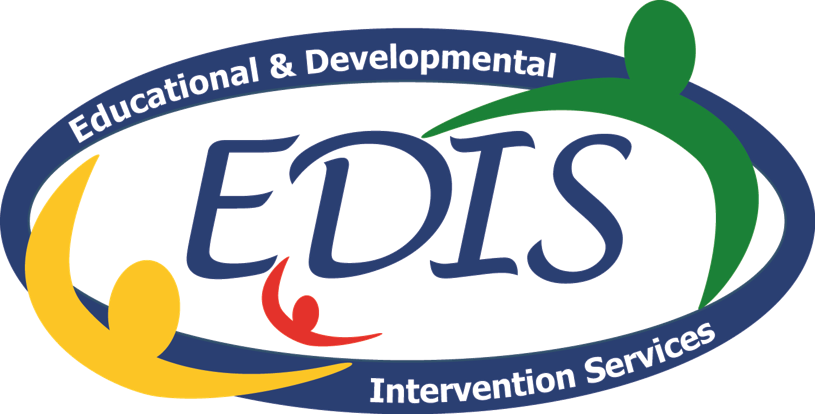 Educational & Developmental
EDIS
Intervention Services